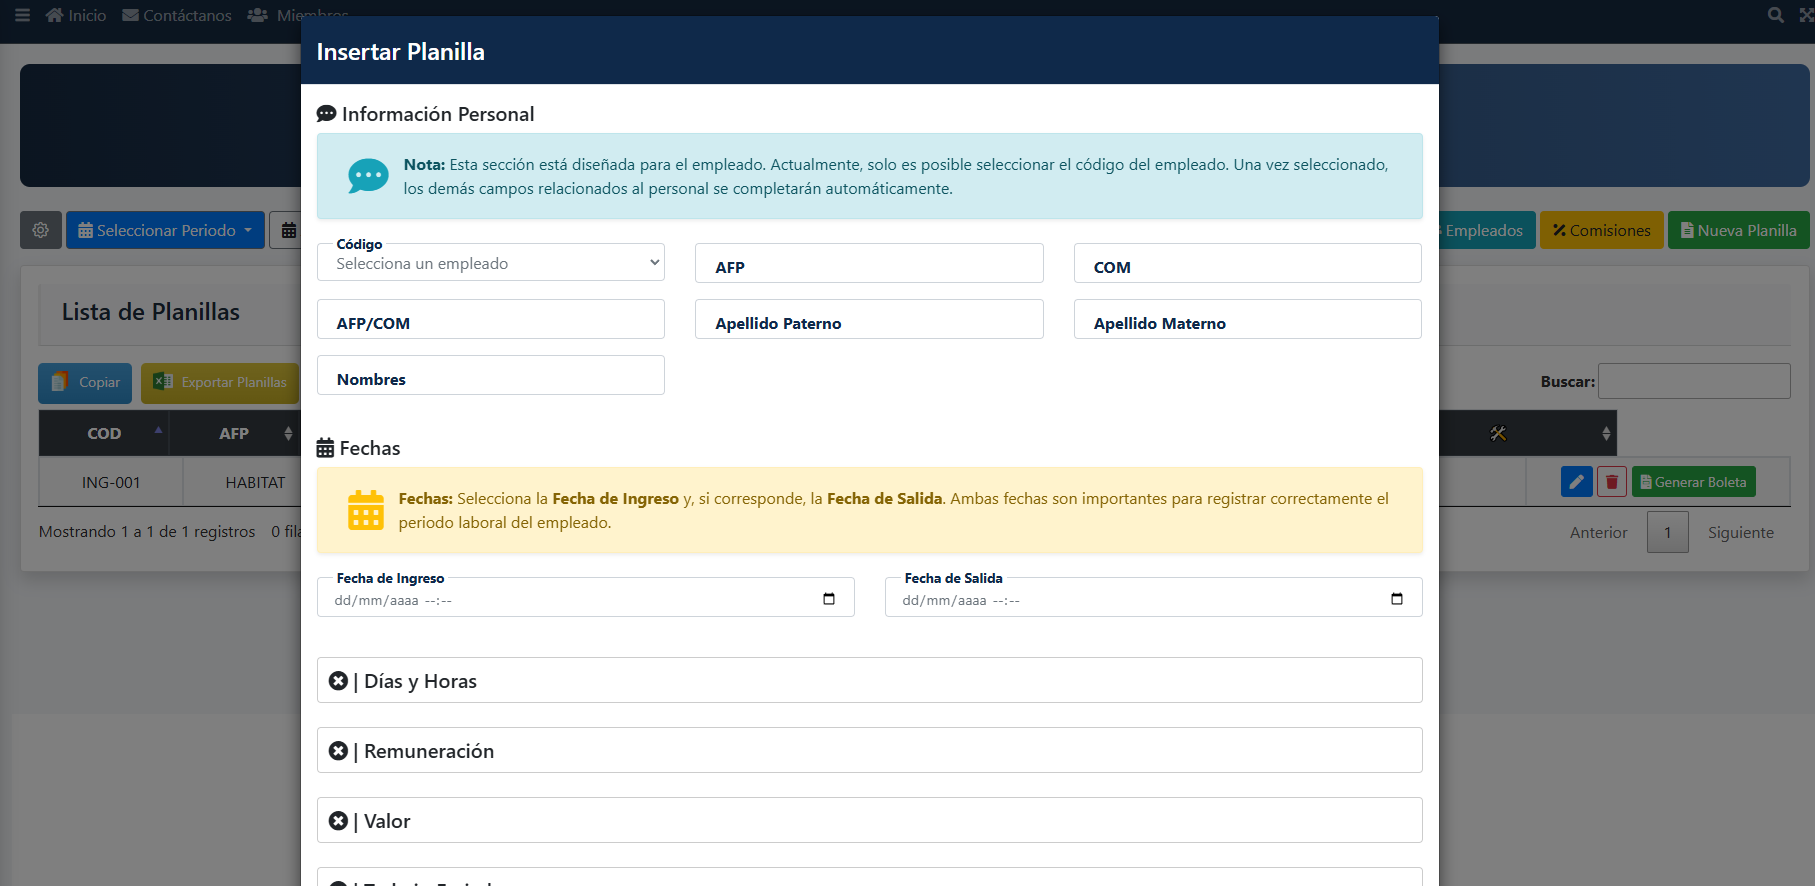 Inicio
Contáctanos
Insertar Planilla
Información Personal
Nota: Esta sección está diseñada para el empleado. Actualmente, solo es posible seleccionar el código del empleado. Una vez seleccionado,
los demás campos relacionados al personal se completarán automáticamente.
Seleccionar Periodo
Empleados
Comisiones
Nueva Planilla
Código
Selecciona un empleado
AFP
COM
AFP/COM
Apellido Paterno
Apellido Materno
Nombres
Lista de Planillas
Copiar
Exportar Planillas
Buscar:
COD
AFP
Fechas
ING-001
HABITAT
Fechas: Selecciona la Fecha de Ingreso y, si corresponde, la Fecha de Salida. Ambas fechas son importantes para registrar correctamente el
periodo laboral del empleado.
Generar Boleta
Mostrando 1 a 1 de 1 registros 0
Anterior
1
Siguiente
Fecha de Ingreso
dd/mm/aaaa --:--
Fecha de Salida
dd/mm/aaaa --:--
| Días y Horas
| Remuneración
| Valor